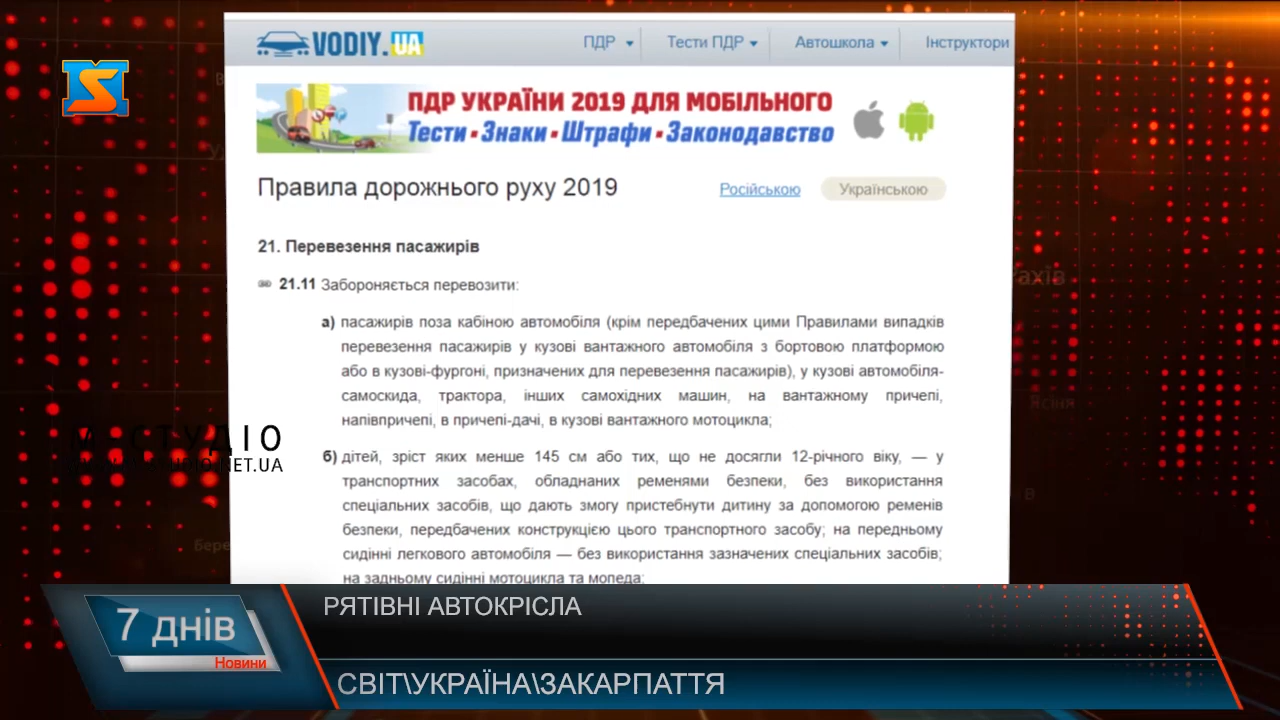 VODIY.UA
ПДР
Тести ПДР
Автошкола
Інструктори
ПДР УКРАЇНИ 2019 ДЛЯ МОБІЛЬНОГО
Тести ▪ Знаки ▪ Штрафи ▪ Законодавство
Правила дорожнього руху 2019
Російською
Українською
21. Перевезення пасажирів
21.11 Забороняється перевозити:
а) пасажирів поза кабіною автомобіля (крім передбачених цими Правилами випадків
перевезення пасажирів у кузові вантажного автомобіля з бортовою платформою
або в кузові-фургоні, призначених для перевезення пасажирів), у кузові автомобіля-
самоскида, трактора, інших самохідних машин, на вантажному причепі,
напівпричепі, в причепі-дачі, в кузові вантажного мотоцикла;
б) дітей, зріст яких менше 145 см або тих, що не досягли 12-річного віку, — у
транспортних засобах, обладнаних ременями безпеки, без використання
спеціальних засобів, що дають змогу пристебнути дитину за допомогою ременів
безпеки, передбачених конструкцією цього транспортного засобу; на передньому
сидінні легкового автомобіля — без використання зазначених спеціальних засобів;
на задньому сидінні мотоцикла та мопеда;
Рахів
Ясіня
М СТУДІО
UDIO.NET.UA
РЯТІВНІ АВТОКРІСЛА
7 днів
Новини
СВІТ\УКРАЇНА\ЗАКАРПАТТЯ